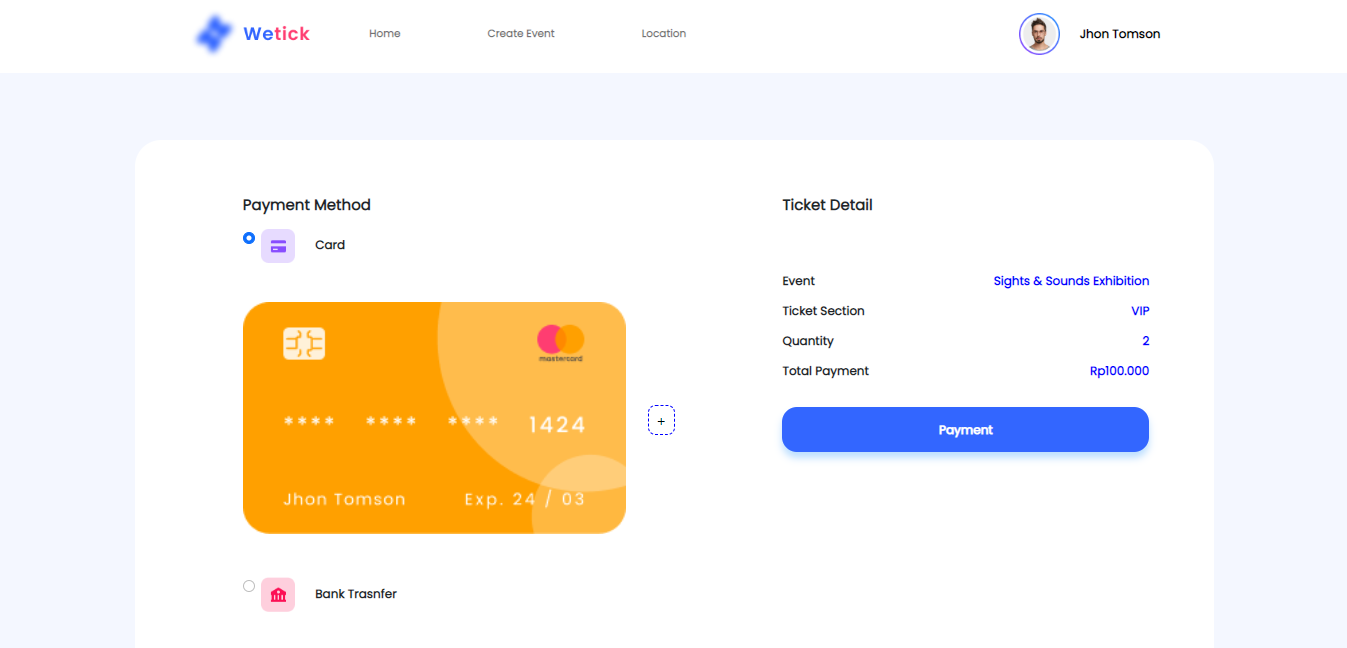 Wetick
Home
Create Event
Location
Jhon Tomson
Payment Method
Card
mastercard
**** **** **** 1424
Jhon Tomson Exp. 24 / 03
+
Bank Trasnfer
Ticket Detail
Event Sights & Sounds Exhibition
Ticket Section VIP
Quantity 2
Total Payment Rp100.000
Payment